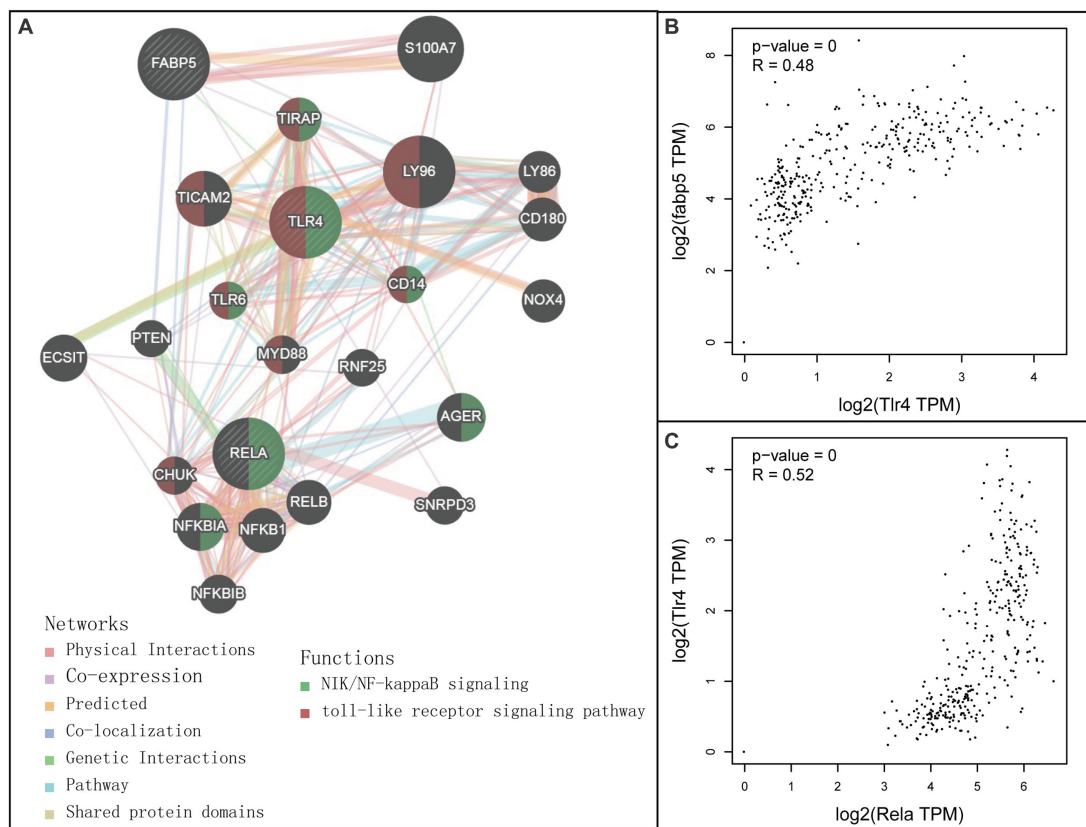 A
FABP5
S100A7
TIRAP
LY96
LY86
TICAM2
TLR4
CD180
CD14
TLR6
NOX4
PTEN
ECSIT
MYD88
RNF25
AGER
RELA
CHUK
RELB
SNRPD3
NFKBIA
NFKB1
NFKBIB
Networks
Physical Interactions
Co-expression
Predicted
Co-localization
Genetic Interactions
Pathway
Shared protein domains
Functions
NIK/NF-kappaB signaling
toll-like receptor signaling pathway
B
p-value = 0
R = 0.48
log2(fabp5 TPM)
8
6
4
2
0
0 1 2 3 4
log2(Tlr4 TPM)
C
p-value = 0
R = 0.52
log2(Tlr4 TPM)
4
3
2
1
0
0 1 2 3 4 5 6
log2(Rela TPM)